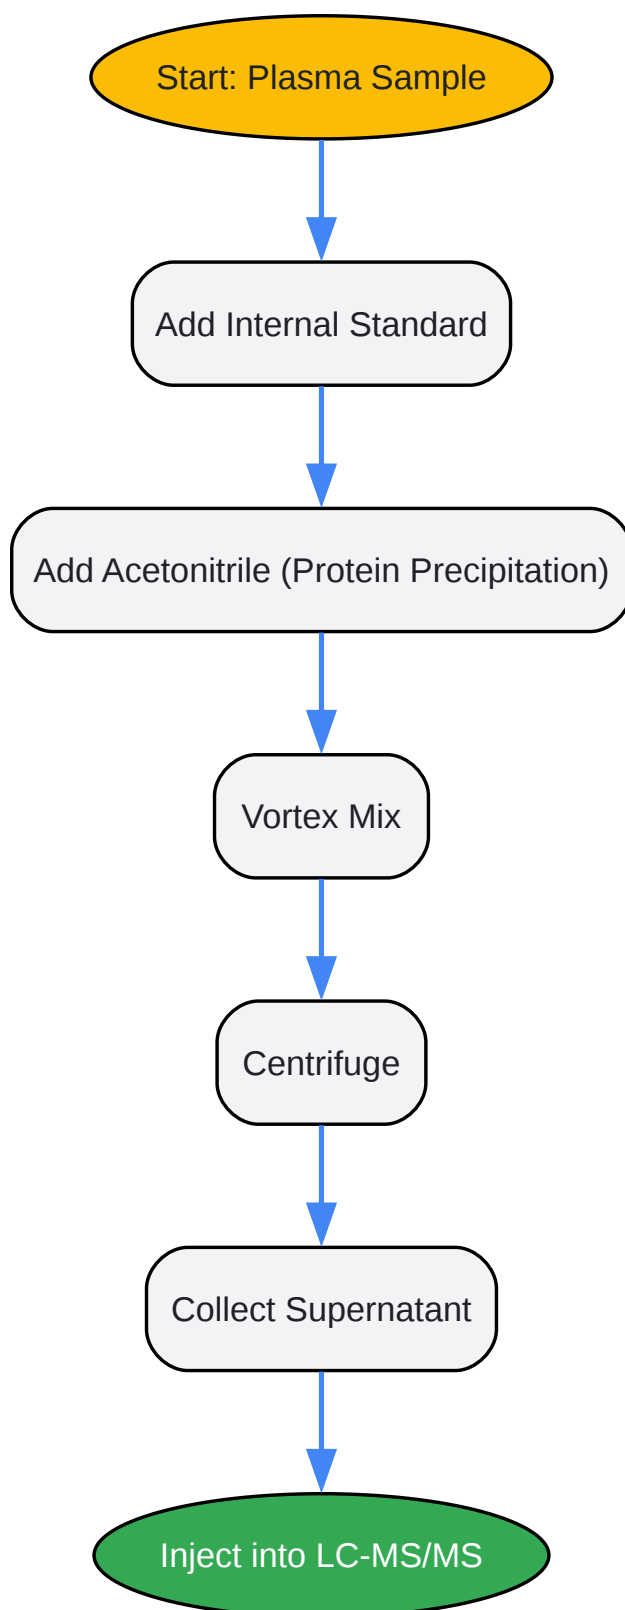 Start: Plasma Sample
Add Internal Standard
Add Acetonitrile (Protein Precipitation)
Vortex Mix
Centrifuge
Collect Supernatant
Inject into LC-MS/MS